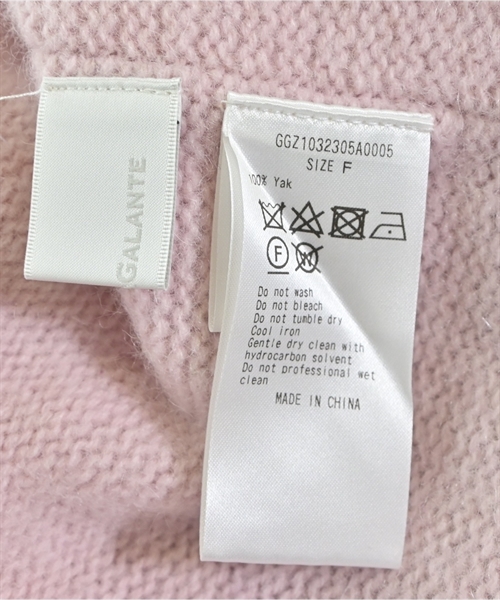 GALANTE
GGZ1032305A0005
SIZE F
100% Yak
F
W
Do not wash
Do not bleach
Do not tumble dry
Cool iron
Gentle dry clean with
hydrocarbon solvent
Do not professional wet
clean
MADE IN CHINA